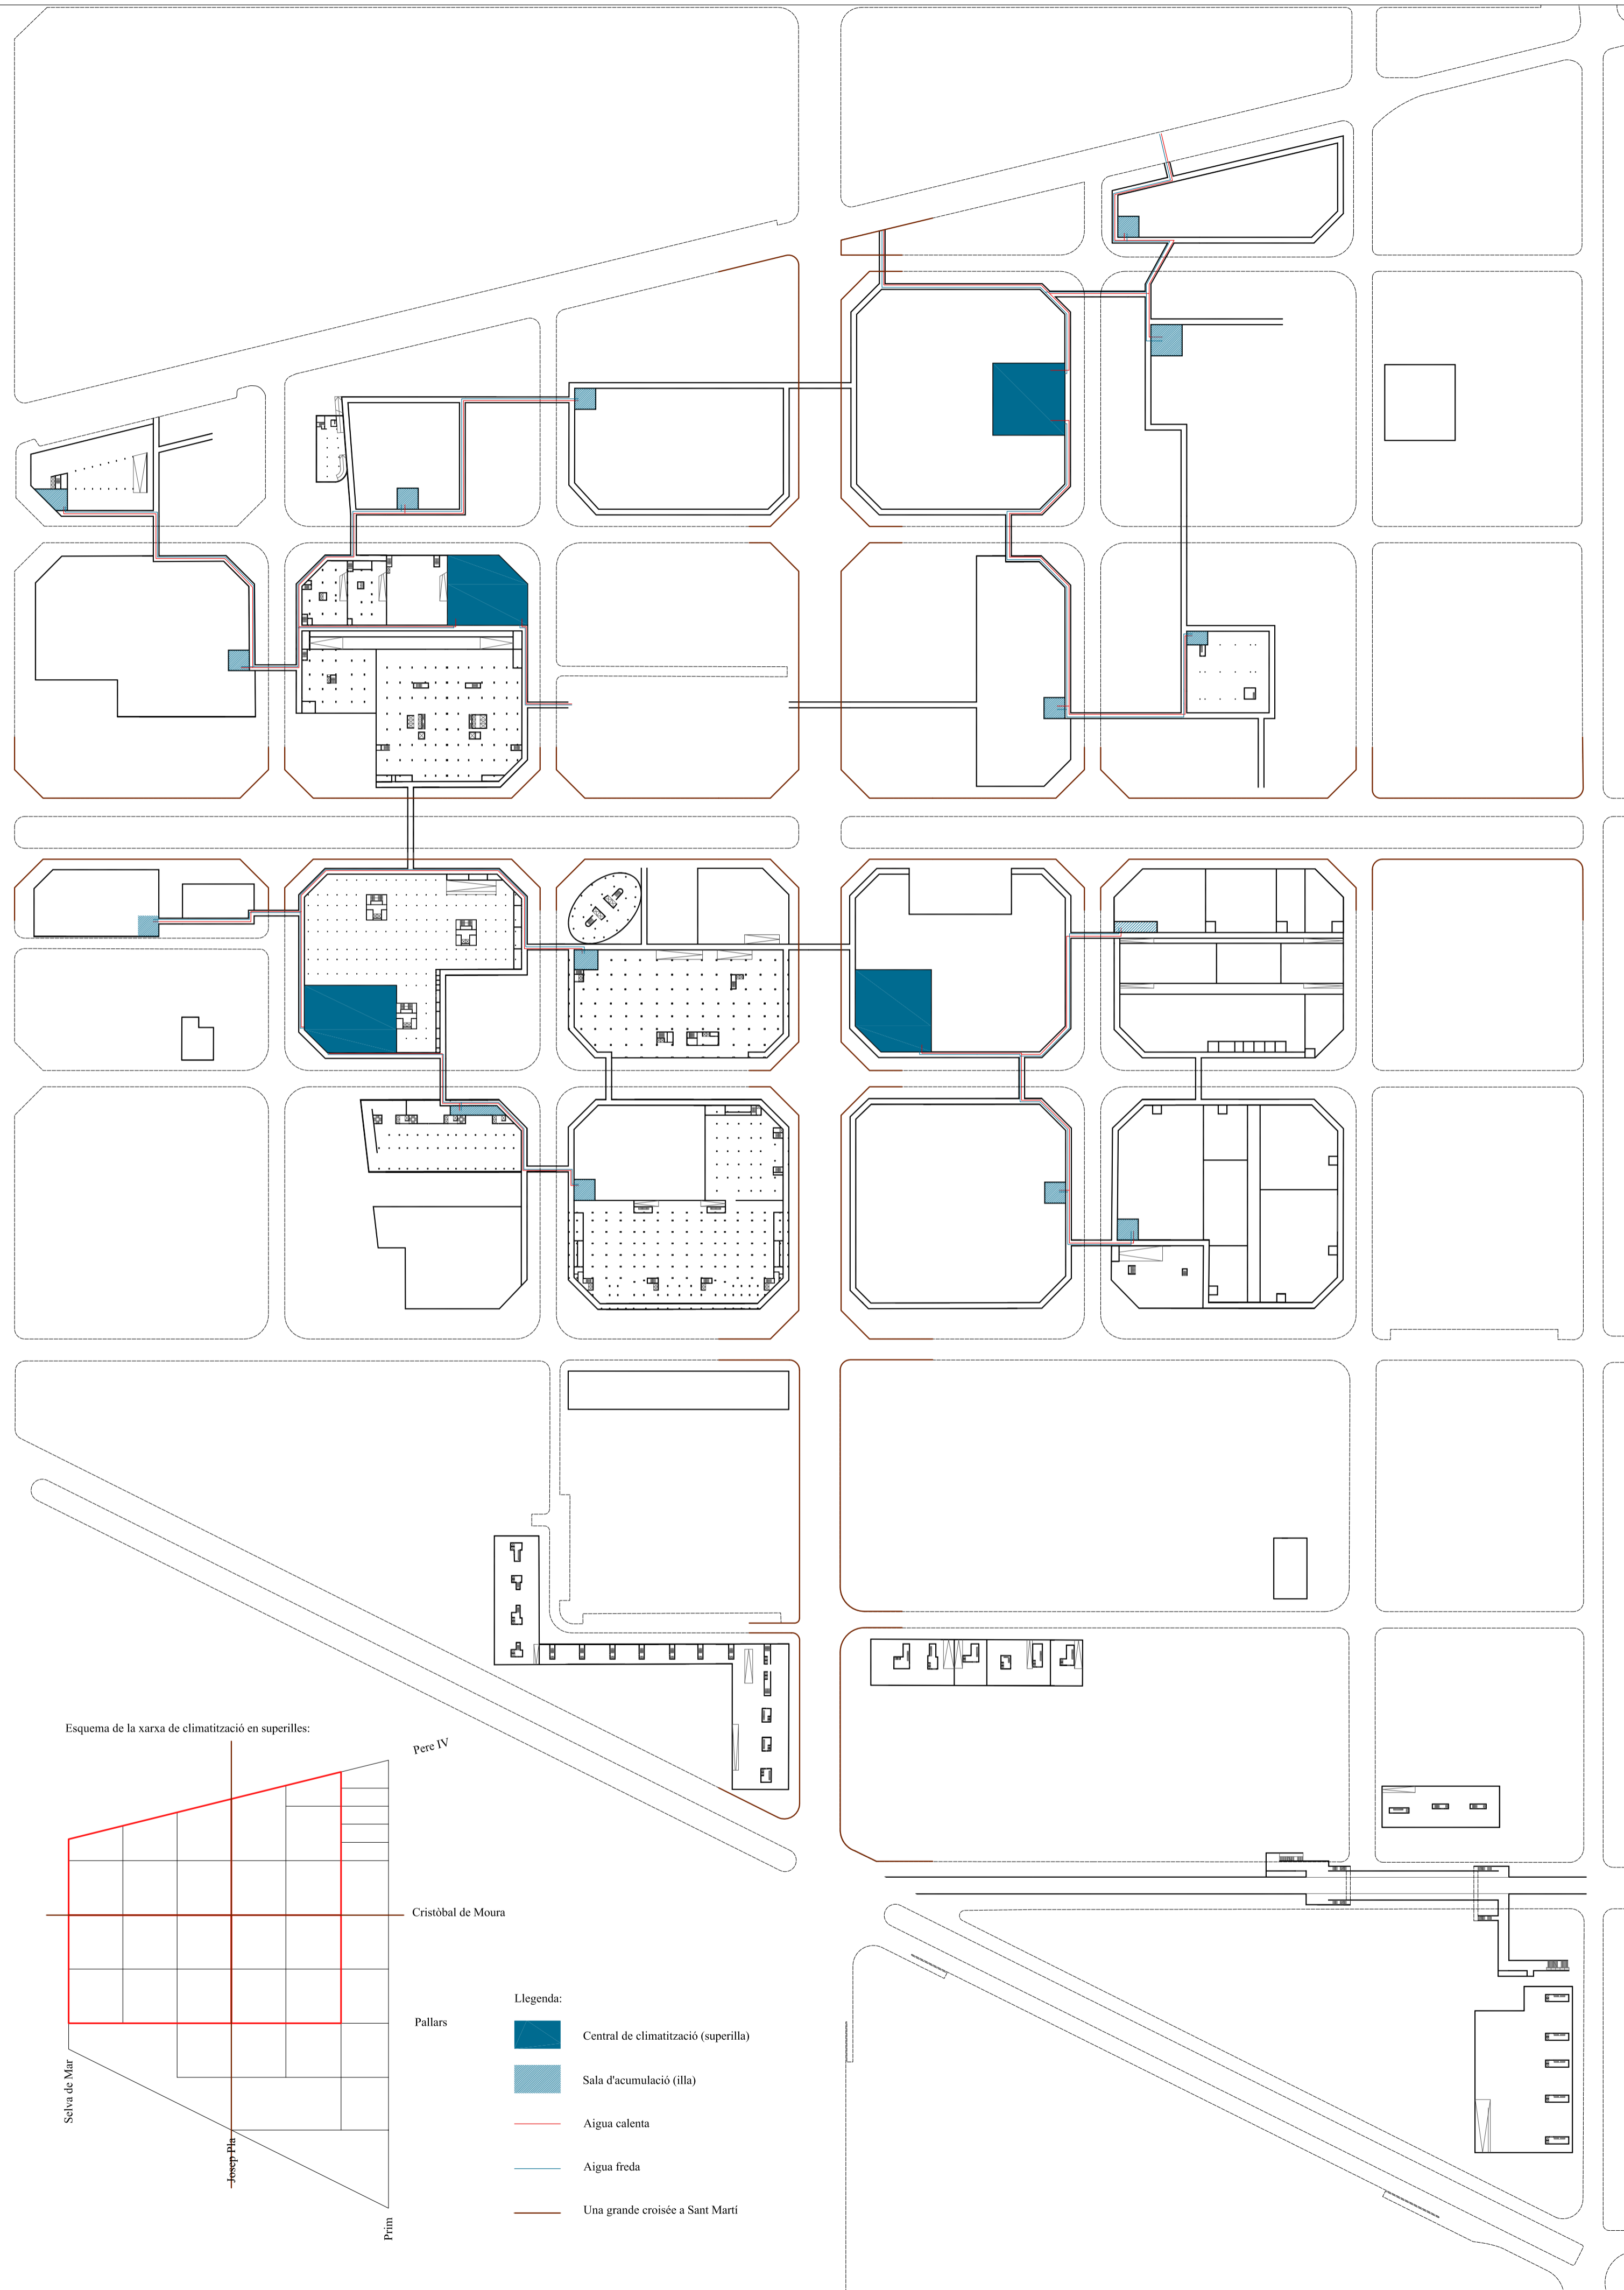 Esquema de la xarxa de climatització en superilles:
Pere IV
Cristòbal de Moura
Pallars
Selva de Mar
Josep Pla
Prim
Llegenda:
Central de climatització (superilla)
Sala d'acumulació (illa)
Aigua calenta
Aigua freda
Una grande croisée a Sant Martí